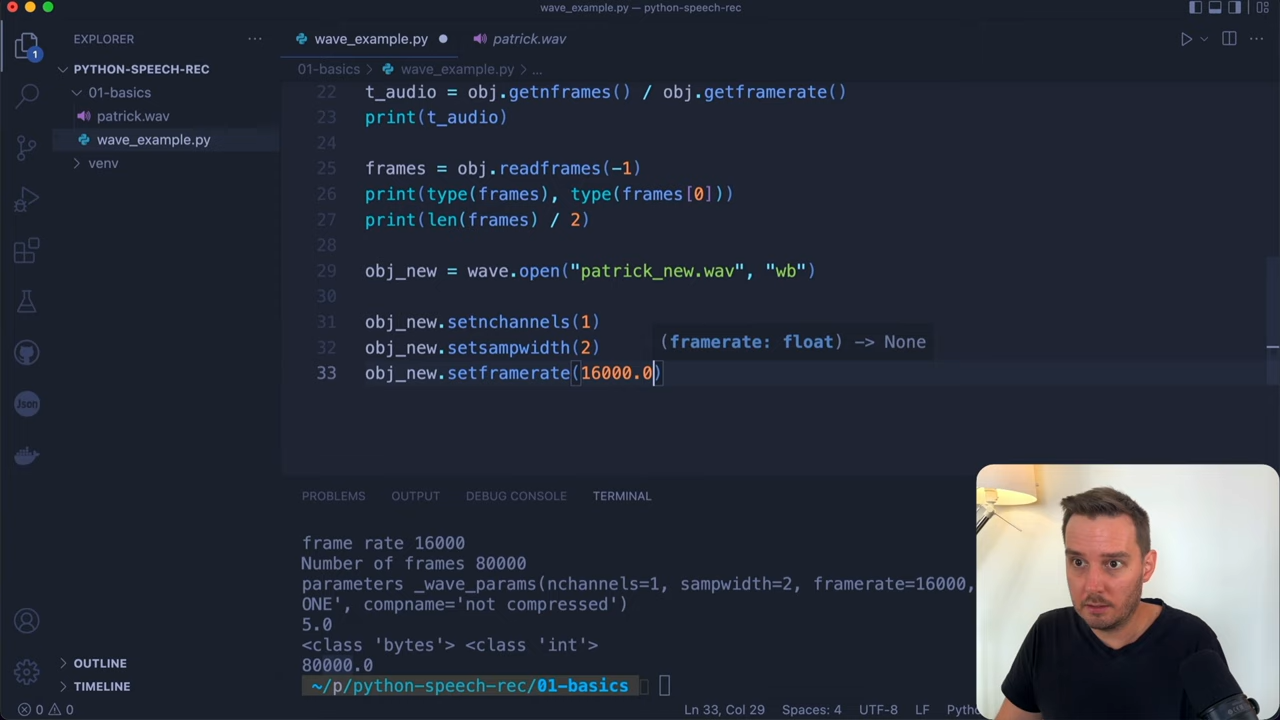 wave_example.py — python-speech-rec
EXPLORER
wave_example.py
patrick.wav
1
PYTHON-SPEECH-REC
01-basics
patrick.wav
wave_example.py
venv
01-basics > wave_example.py > ...
22 t_audio = obj.getnframes() / obj.getframerate()
23 print(t_audio)
24
25 frames = obj.readframes(-1)
26 print(type(frames), type(frames[0]))
27 print(len(frames) / 2)
28
29 obj_new = wave.open("patrick_new.wav", "wb")
30
31 obj_new.setnchannels(1)
32 obj_new.setsampwidth(2)
(framerate: float) -> None
33 obj_new.setframerate(16000.0)
Json
PROBLEMS OUTPUT DEBUG CONSOLE TERMINAL
frame rate 16000
Number of frames 80000
parameters _wave_params(nchannels=1, sampwidth=2, framerate=16000,
ONE', compname='not compressed')
5.0
<class 'bytes'> <class 'int'>
80000.0
~/p/python-speech-rec/01-basics
OUTLINE
TIMELINE
0 0
Ln 33, Col 29 Spaces: 4 UTF-8 LF